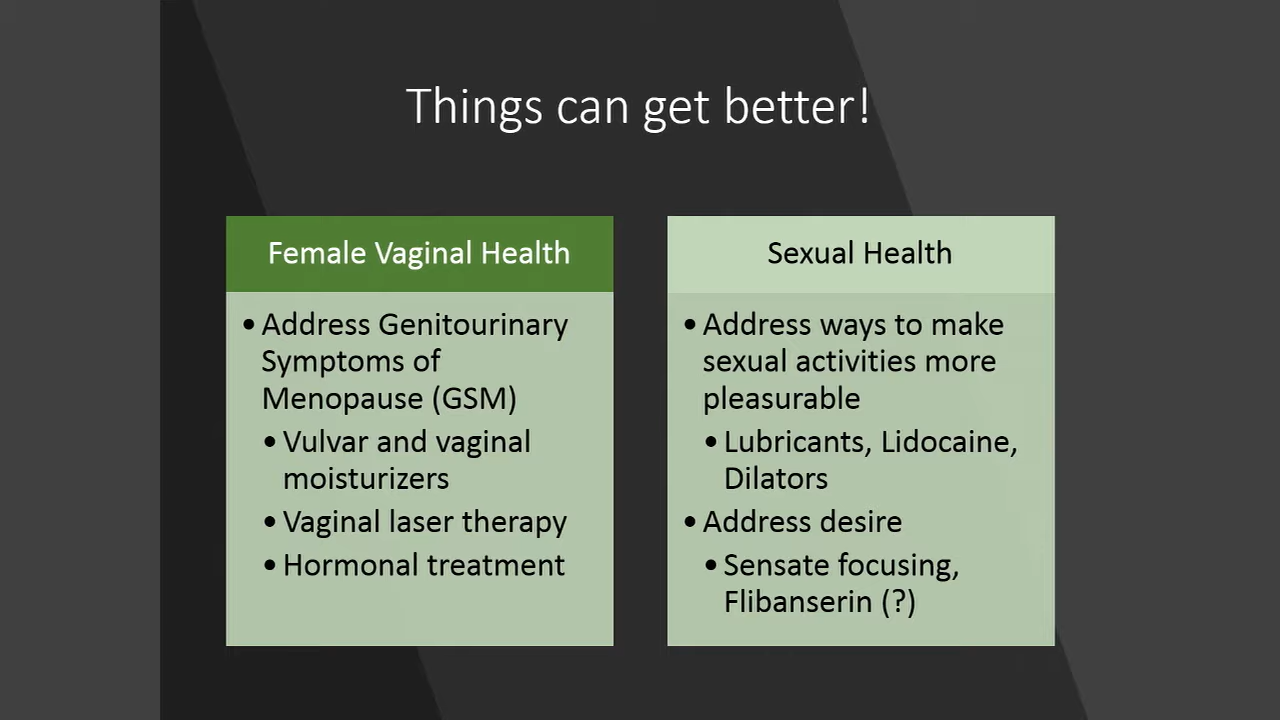 Things can get better!
Female Vaginal Health
• Address Genitourinary
Symptoms of
Menopause (GSM)
• Vulvar and vaginal
moisturizers
• Vaginal laser therapy
• Hormonal treatment
Sexual Health
• Address ways to make
sexual activities more
pleasurable
• Lubricants, Lidocaine,
Dilators
• Address desire
• Sensate focusing,
Flibanserin (?)